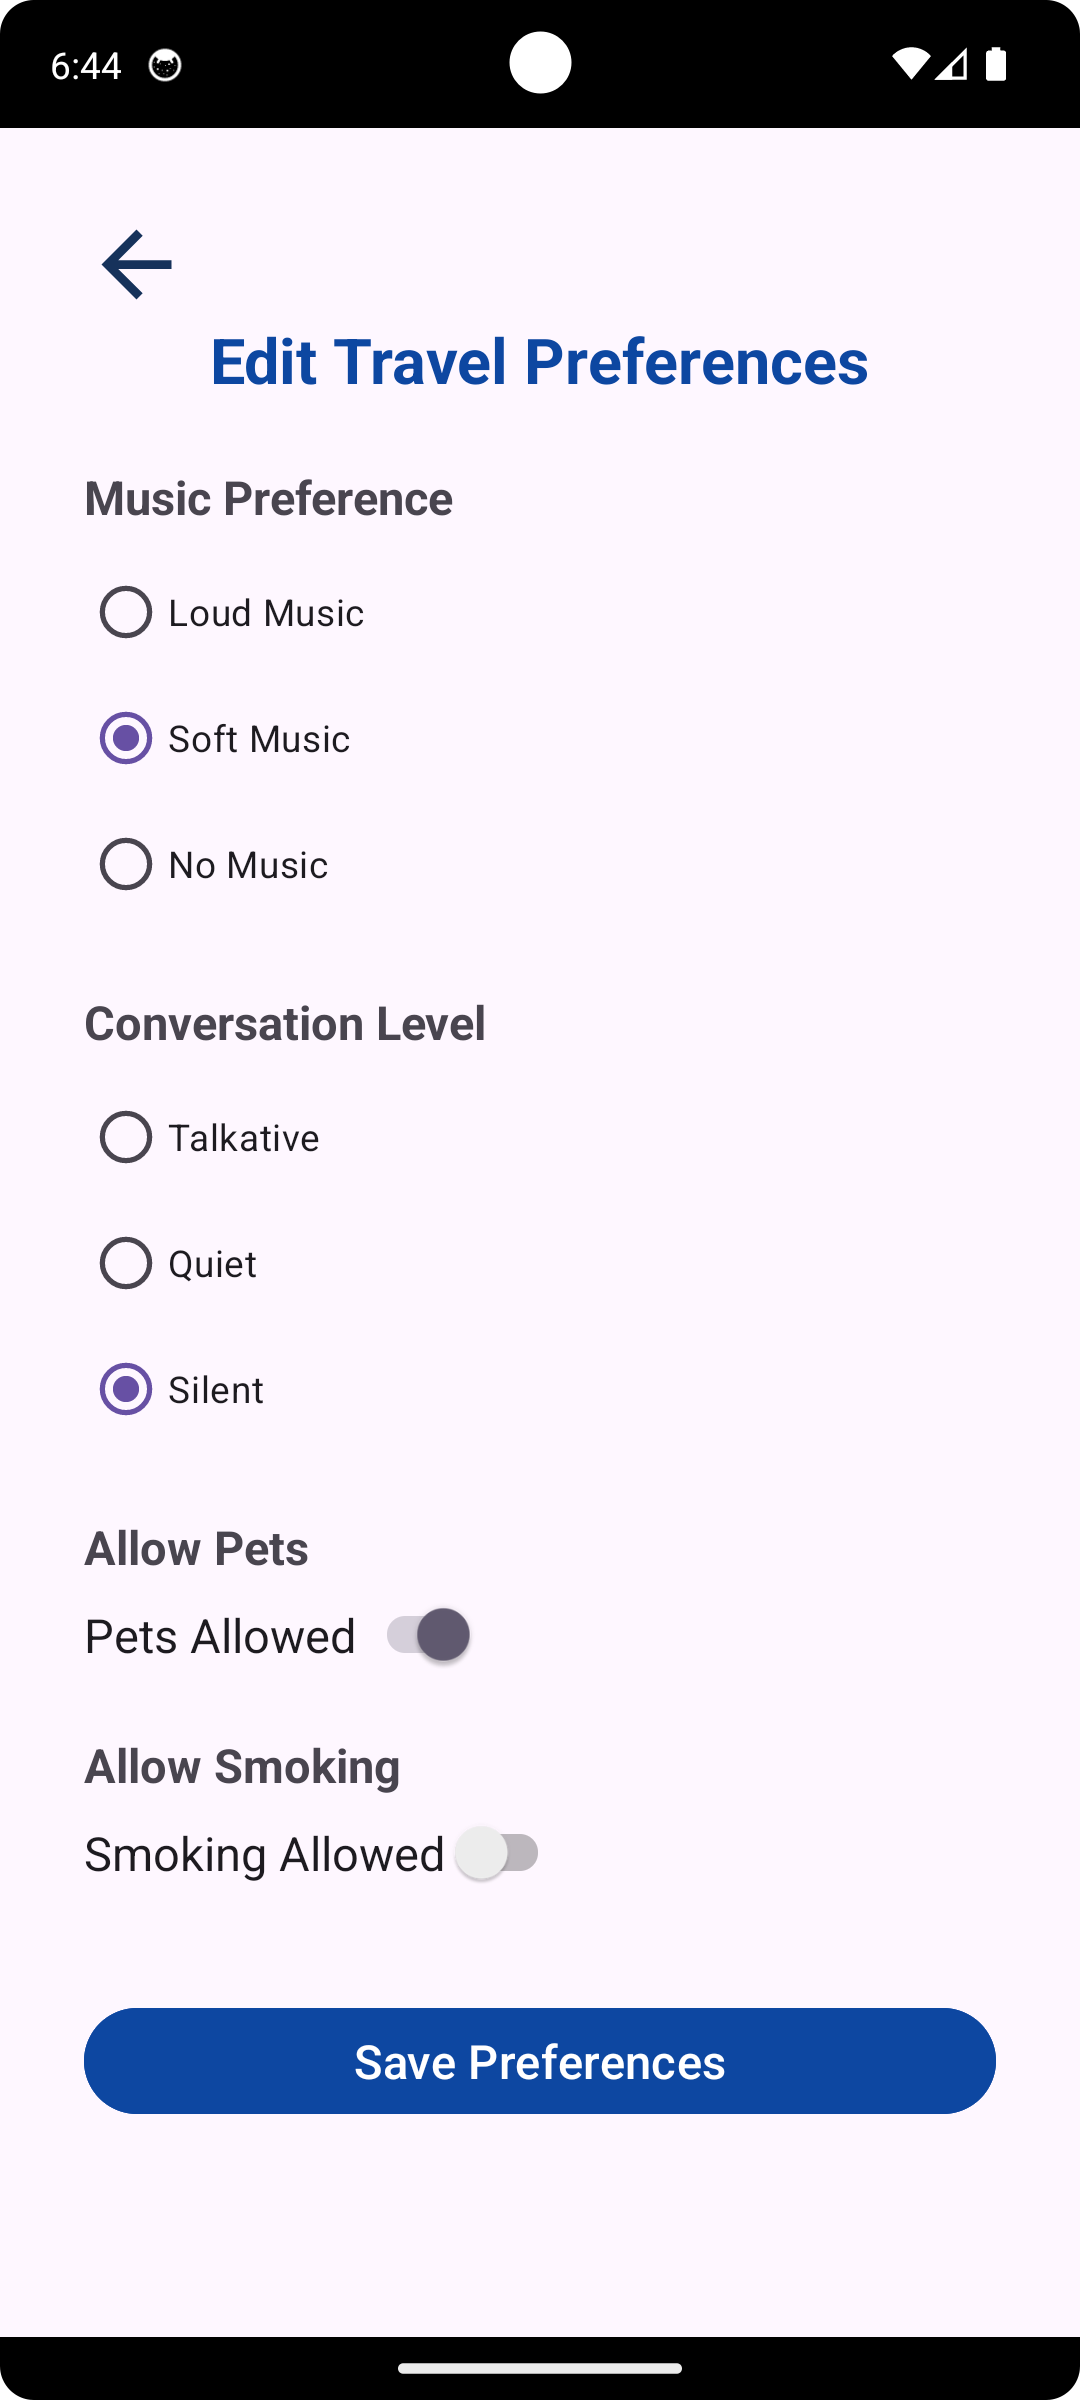 6:44
Edit Travel Preferences
Music Preference
Loud Music
Soft Music
No Music
Conversation Level
Talkative
Quiet
Silent
Allow Pets
Pets Allowed
Allow Smoking
Smoking Allowed
Save Preferences